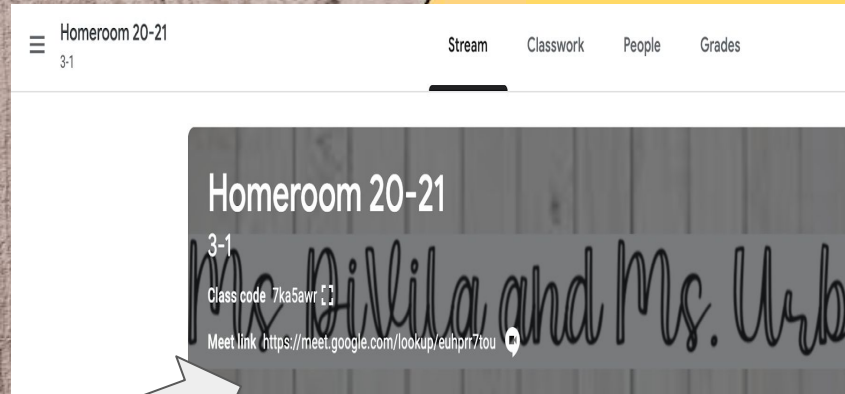 Homeroom 20-21
3-1
Stream Classwork People Grades
Homeroom 20-21
3-1
Class code 7ka5awr
Meet link https://meet.google.com/lookup/euhprr7tou
Ms. DiVila and Ms. Urb